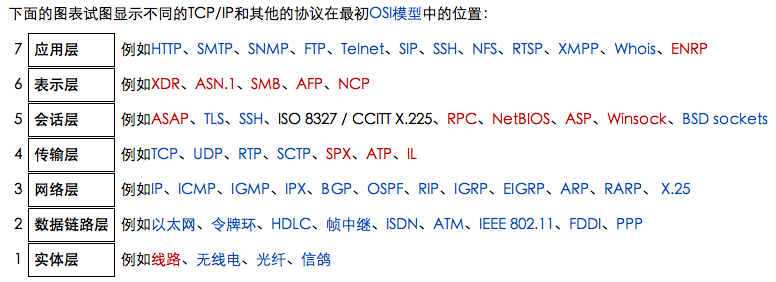 下面的图表试图显示不同的TCP/IP和其他的协议在最初OSI模型中的位置：
7 应用层 例如HTTP、SMTP、SNMP、FTP、Telnet、SIP、SSH、NFS、RTSP、XMPP、Whois、ENRP
6 表示层 例如XDR、ASN.1、SMB、AFP、NCP
5 会话层 例如ASAP、TLS、SSH、ISO 8327 / CCITT X.225、RPC、NetBIOS、ASP、Winsock、BSD sockets
4 传输层 例如TCP、UDP、RTP、SCTP、SPX、ATP、IL
3 网络层 例如IP、ICMP、IGMP、IPX、BGP、OSPF、RIP、IGRP、EIGRP、ARP、RARP、 X.25
2 数据链路层 例如以太网、令牌环、HDLC、帧中继、ISDN、ATM、IEEE 802.11、FDDI、PPP
1 实体层 例如线路、无线电、光纤、信鸽